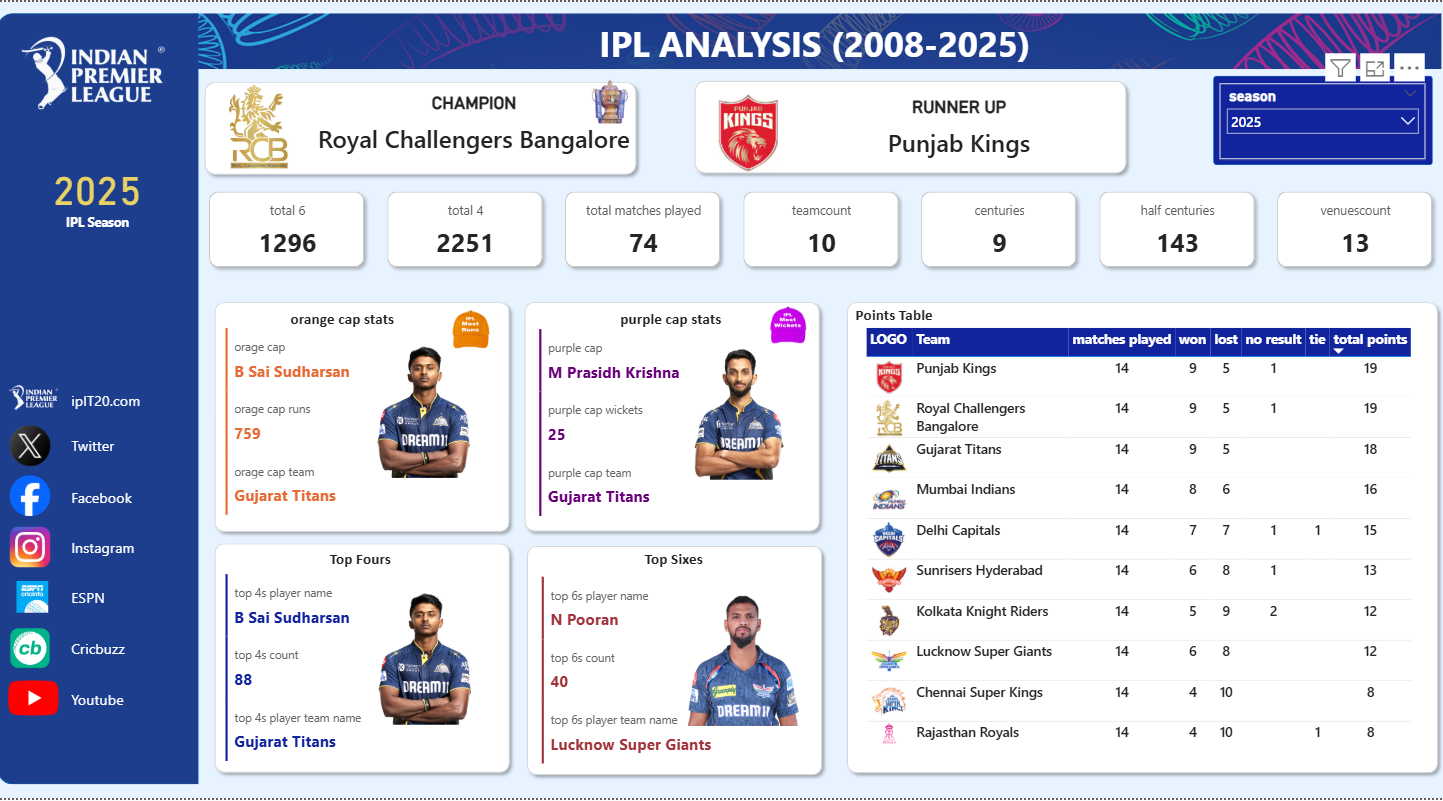 INDIAN
PREMIER
LEAGUE
®
IPL ANALYSIS (2008-2025)
2025
IPL Season
iplT20.com
Twitter
Facebook
Instagram
ESPN
Cricbuzz
Youtube
CHAMPION
Royal Challengers Bangalore
RCB
RUNNER UP
Punjab Kings
PUNJAB
KINGS
season
2025
total 6
1296
total 4
2251
total matches played
74
teamcount
10
centuries
9
half centuries
143
venuescount
13
orange cap stats
IPL
Most
Runs
orage cap
B Sai Sudharsan
orage cap runs
759
orage cap team
Gujarat Titans
DREAM11
purple cap stats
IPL
Most
Wickets
purple cap
M Prasidh Krishna
purple cap wickets
25
purple cap team
Gujarat Titans
DREAM11
Top Fours
top 4s player name
B Sai Sudharsan
top 4s count
88
top 4s player team name
Gujarat Titans
DREAM11
Top Sixes
top 6s player name
N Pooran
top 6s count
40
top 6s player team name
Lucknow Super Giants
DREAM11
Points Table
LOGO Team matches played won lost no result tie total points
Punjab Kings 14 9 5 1 19
Royal Challengers
Bangalore 14 9 5 1 19
Gujarat Titans 14 9 5 18
Mumbai Indians 14 8 6 16
Delhi Capitals 14 7 7 1 1 15
Sunrisers Hyderabad 14 6 8 1 13
Kolkata Knight Riders 14 5 9 2 12
Lucknow Super Giants 14 6 8 12
Chennai Super Kings 14 4 10 8
Rajasthan Royals 14 4 10 1 8